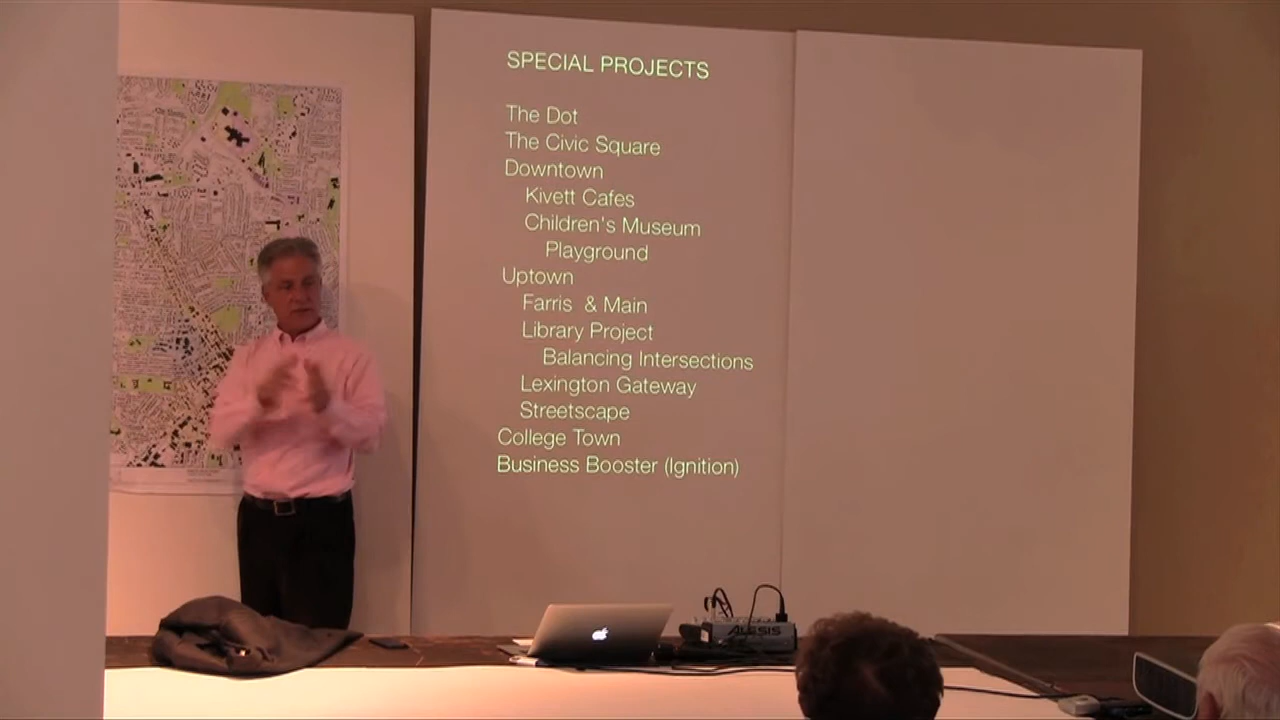 SPECIAL PROJECTS
The Dot
The Civic Square
Downtown
Kivett Cafes
Children's Museum
Playground
Uptown
Farris & Main
Library Project
Balancing Intersections
Lexington Gateway
Streetscape
College Town
Business Booster (Ignition)
ALESIS